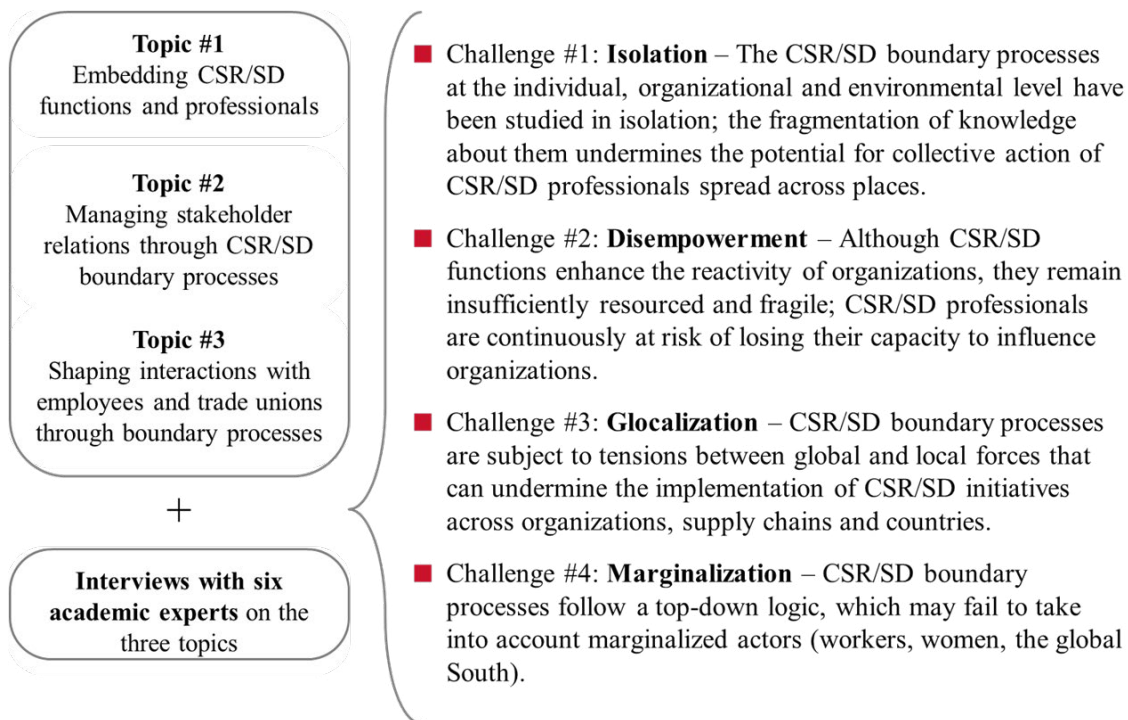 Topic #1
Embedding CSR/SD
functions and professionals
Topic #2
Managing stakeholder
relations through CSR/SD
boundary processes
Topic #3
Shaping interactions with
employees and trade unions
through boundary processes
+
Interviews with six
academic experts on the
three topics
Challenge #1: Isolation – The CSR/SD boundary processes
at the individual, organizational and environmental level have
been studied in isolation; the fragmentation of knowledge
about them undermines the potential for collective action of
CSR/SD professionals spread across places.
Challenge #2: Disempowerment – Although CSR/SD
functions enhance the reactivity of organizations, they remain
insufficiently resourced and fragile; CSR/SD professionals
are continuously at risk of losing their capacity to influence
organizations.
Challenge #3: Glocalization – CSR/SD boundary processes
are subject to tensions between global and local forces that
can undermine the implementation of CSR/SD initiatives
across organizations, supply chains and countries.
Challenge #4: Marginalization – CSR/SD boundary
processes follow a top-down logic, which may fail to take
into account marginalized actors (workers, women, the global
South).